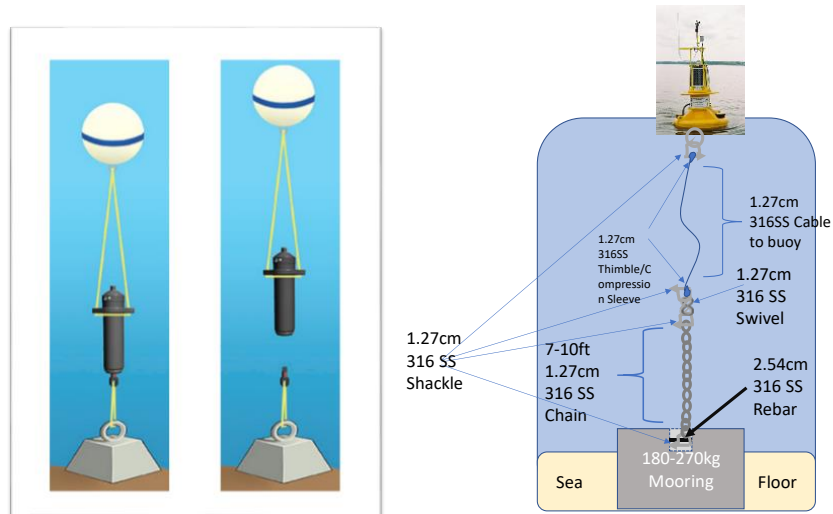 1.27cm
316SS Cable
to buoy
1.27cm
316SS
Thimble/C
ompressio
n Sleeve
1.27cm
316 SS
Swivel
1.27cm
316 SS
Shackle
7-10ft
1.27cm
316 SS
Chain
2.54cm
316 SS
Rebar
180-270kg
Mooring
Sea
Floor